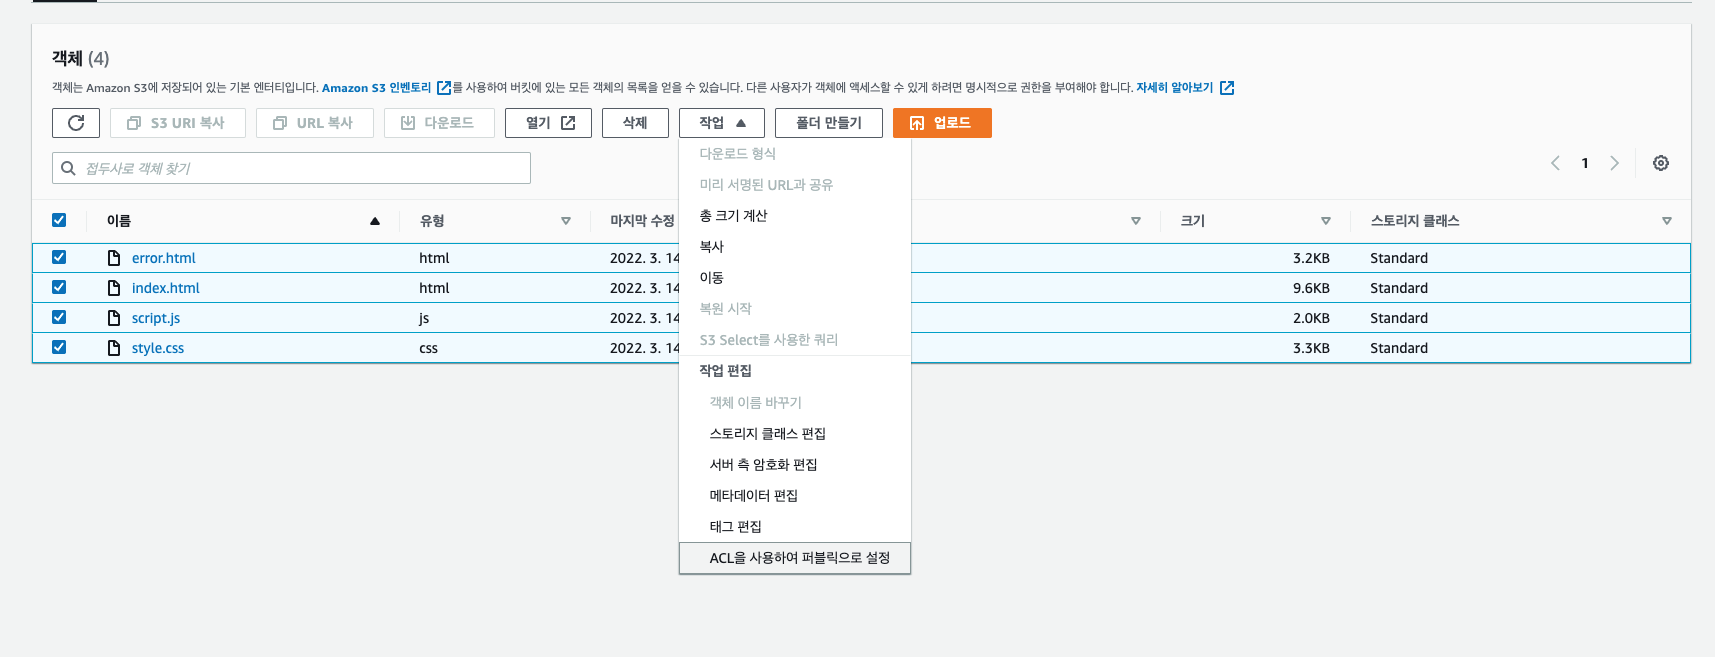 객체 (4)
객체는 Amazon S3에 저장되어 있는 기본 엔터티입니다. Amazon S3 인벤토리 를 사용하여 버킷에 있는 모든 객체의 목록을 얻을 수 있습니다. 다른 사용자가 객체에 액세스할 수 있게 하려면 명시적으로 권한을 부여해야 합니다. 자세히 알아보기
S3 URI 복사 URL 복사 다운로드 열기 삭제 작업 폴더 만들기 업로드
집두사로 객체 찾기
1
이름 유형 마지막 수정 크기 스토리지 클래스
error.html html 2022. 3. 14 3.2KB Standard
index.html html 2022. 3. 14 9.6KB Standard
script.js js 2022. 3. 14 2.0KB Standard
style.css css 2022. 3. 14 3.3KB Standard
다운로드 형식
미리 서명된 URL과 공유
총 크기 계산
복사
이동
복원 시작
S3 Select를 사용한 쿼리
작업 편집
객체 이름 바꾸기
스토리지 클래스 편집
서버 측 암호화 편집
메타데이터 편집
태그 편집
ACL을 사용하여 퍼블릭으로 설정